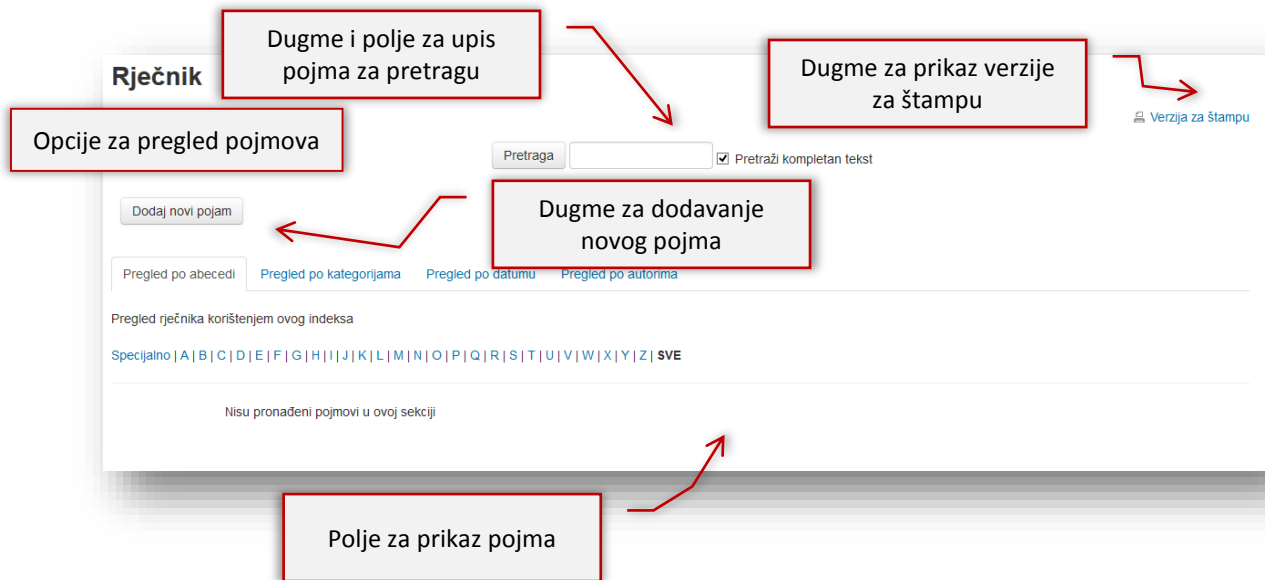 Dugme i polje za upis
pojma za pretragu
Dugme za prikaz verzije
za štampu
Rječnik
Verzija za štampu
Opcije za pregled pojmova
Pretraga
Pretraži kompletan tekst
Dodaj novi pojam
Dugme za dodavanje
novog pojma
Pregled po abecedi Pregled po kategorijama Pregled po datumu Pregled po autorima
Pregled rječnika korištenjem ovog indeksa
Specijalno | A | B | C | D | E | F | G | H | I | J | K | L | M | N | O | P | Q | R | S | T | U | V | W | X | Y | Z | SVE
Nisu pronađeni pojmovi u ovoj sekciji
Polje za prikaz pojma